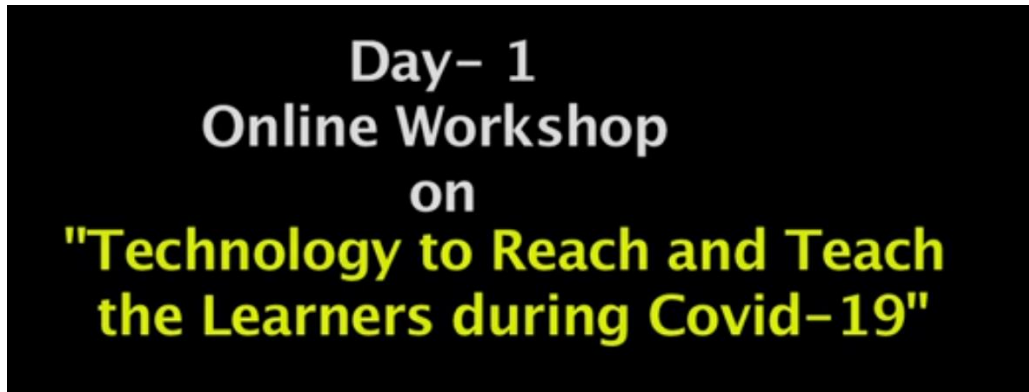 Day– 1
Online Workshop
on
"Technology to Reach and Teach
the Learners during Covid–19"